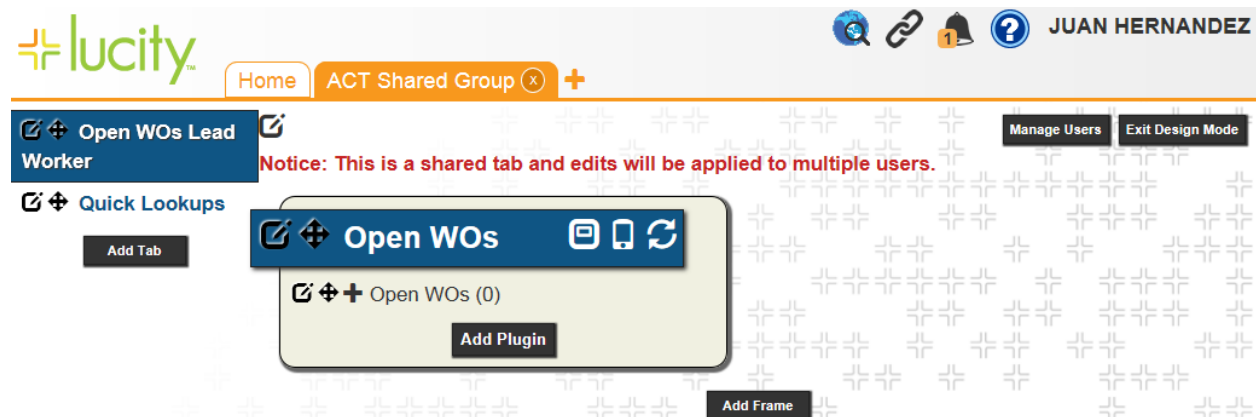 lucity
1
?
JUAN HERNANDEZ
Home
ACT Shared Group x
Open WOs Lead
Worker
Manage Users
Exit Design Mode
Notice: This is a shared tab and edits will be applied to multiple users.
Quick Lookups
Add Tab
Open WOs
Open WOs (0)
Add Plugin
Add Frame